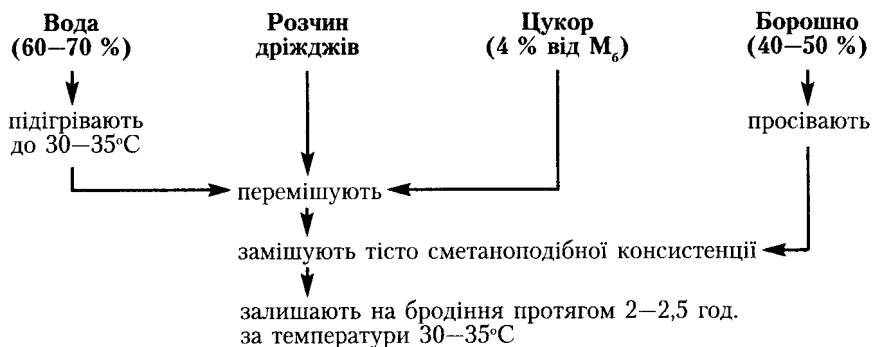 Вода
(60–70 %)
Розчин
дріжджів
Цукор
(4 % від Мб)
Борошно
(40–50 %)
підігрівають
до 30–35°С
просівають
перемішують
замішують тісто сметаноподібної консистенції
залишають на бродіння протягом 2–2,5 год.
за температури 30–35°С